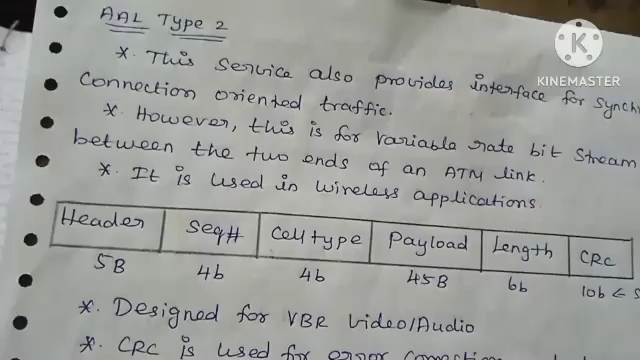 AAL Type 2
*. This service also provides interface for synch
connection oriented traffic.
*. However, this is for variable rate bit stream
between the two ends of an ATM link.
*. It is used in wireless applications.
Header Seq# Cell type Payload Length CRC
5B 4b 4b 45B 6b 10b ←
*. Designed for VBR Video/Audio
*. CRC is used for error
KINEMASTER